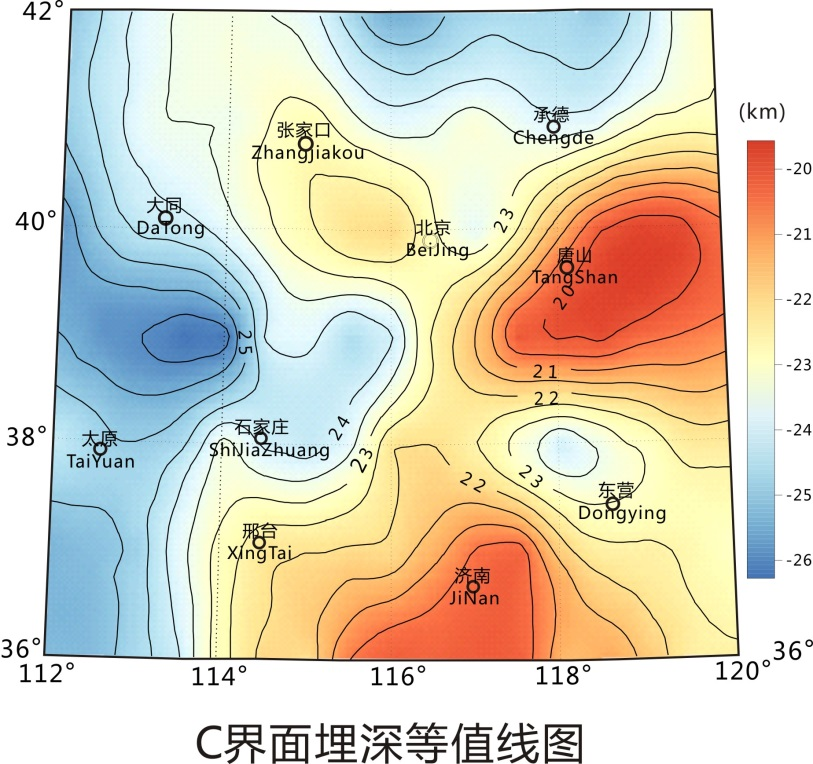 42°
(km)
承德
Chengde
张家口
Zhangjiakou
-20
大同
DaTong
40°
23
北京
BeiJing
-21
唐山
TangShan
20
-22
25
21
-23
22
24
石家庄
ShiJiaZhuang
-24
38°
太原
TaiYuan
23
22
23
东营
Dongying
-25
邢台
XingTai
-26
济南
JiNan
36°
36°
112°
114°
116°
118°
120°
C界面埋深等值线图